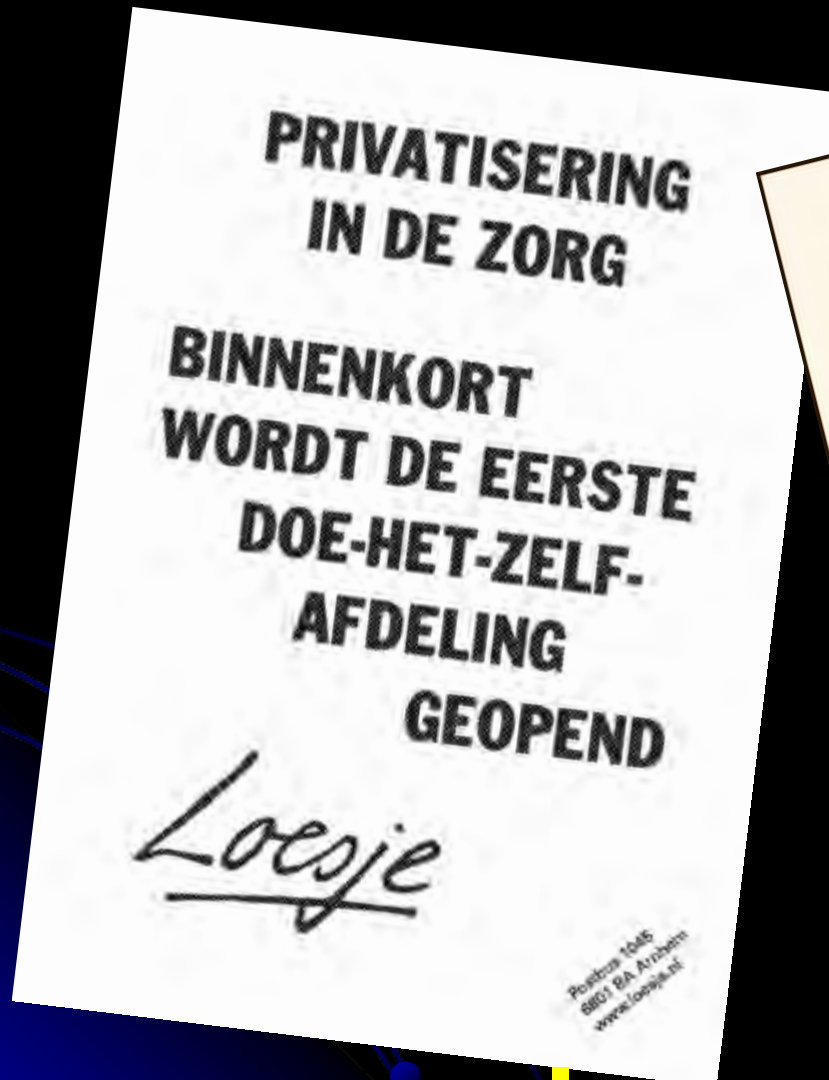 PRIVATISERING
IN DE ZORG
BINNENKORT
WORDT DE EERSTE
DOE-HET-ZELF-
AFDELING
GEOPEND
Loesje
Postbus 1045
6801 BA Arnhem
www.loesje.nl